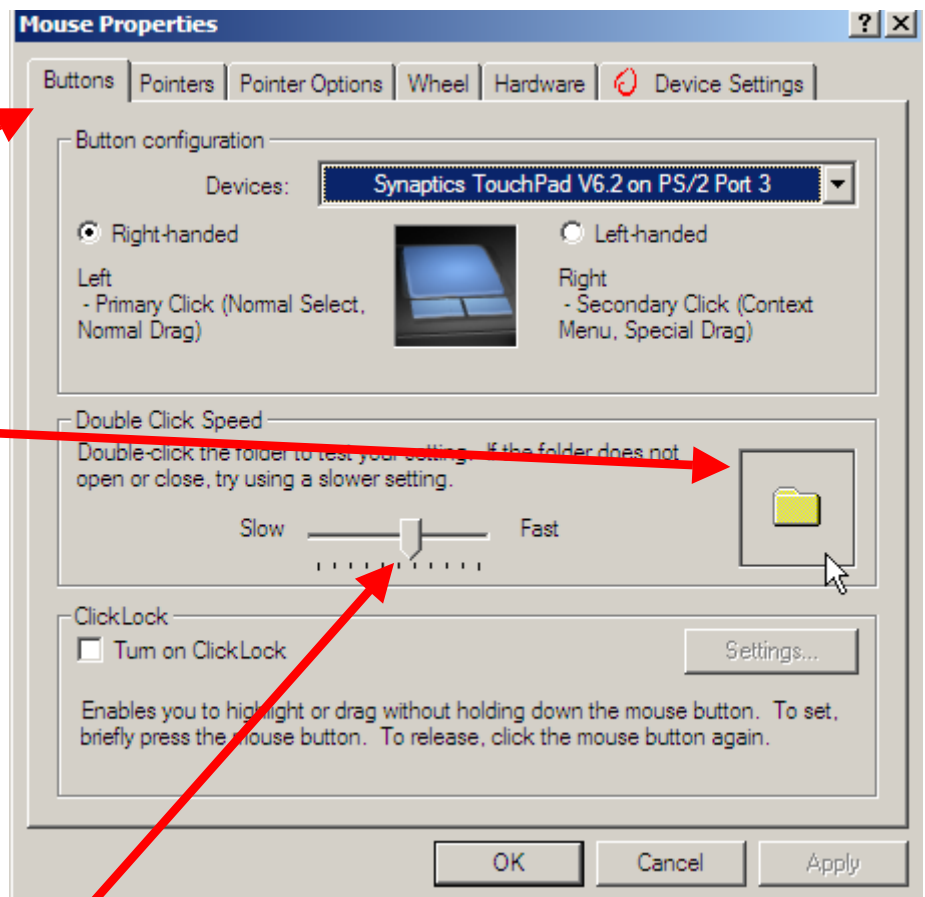 Mouse Properties
Buttons Pointers Pointer Options Wheel Hardware Device Settings
Button configuration
Devices: Synaptics TouchPad V6.2 on PS/2 Port 3
Right-handed
Left
- Primary Click (Normal Select,
Normal Drag)
Left-handed
Right
- Secondary Click (Context
Menu, Special Drag)
Double Click Speed
Double-click the folder to test your setting. If the folder does not
open or close, try using a slower setting.
Slow Fast
ClickLock
Turn on ClickLock
Settings...
Enables you to highlight or drag without holding down the mouse button. To set,
briefly press the mouse button. To release, click the mouse button again.
OK Cancel Apply